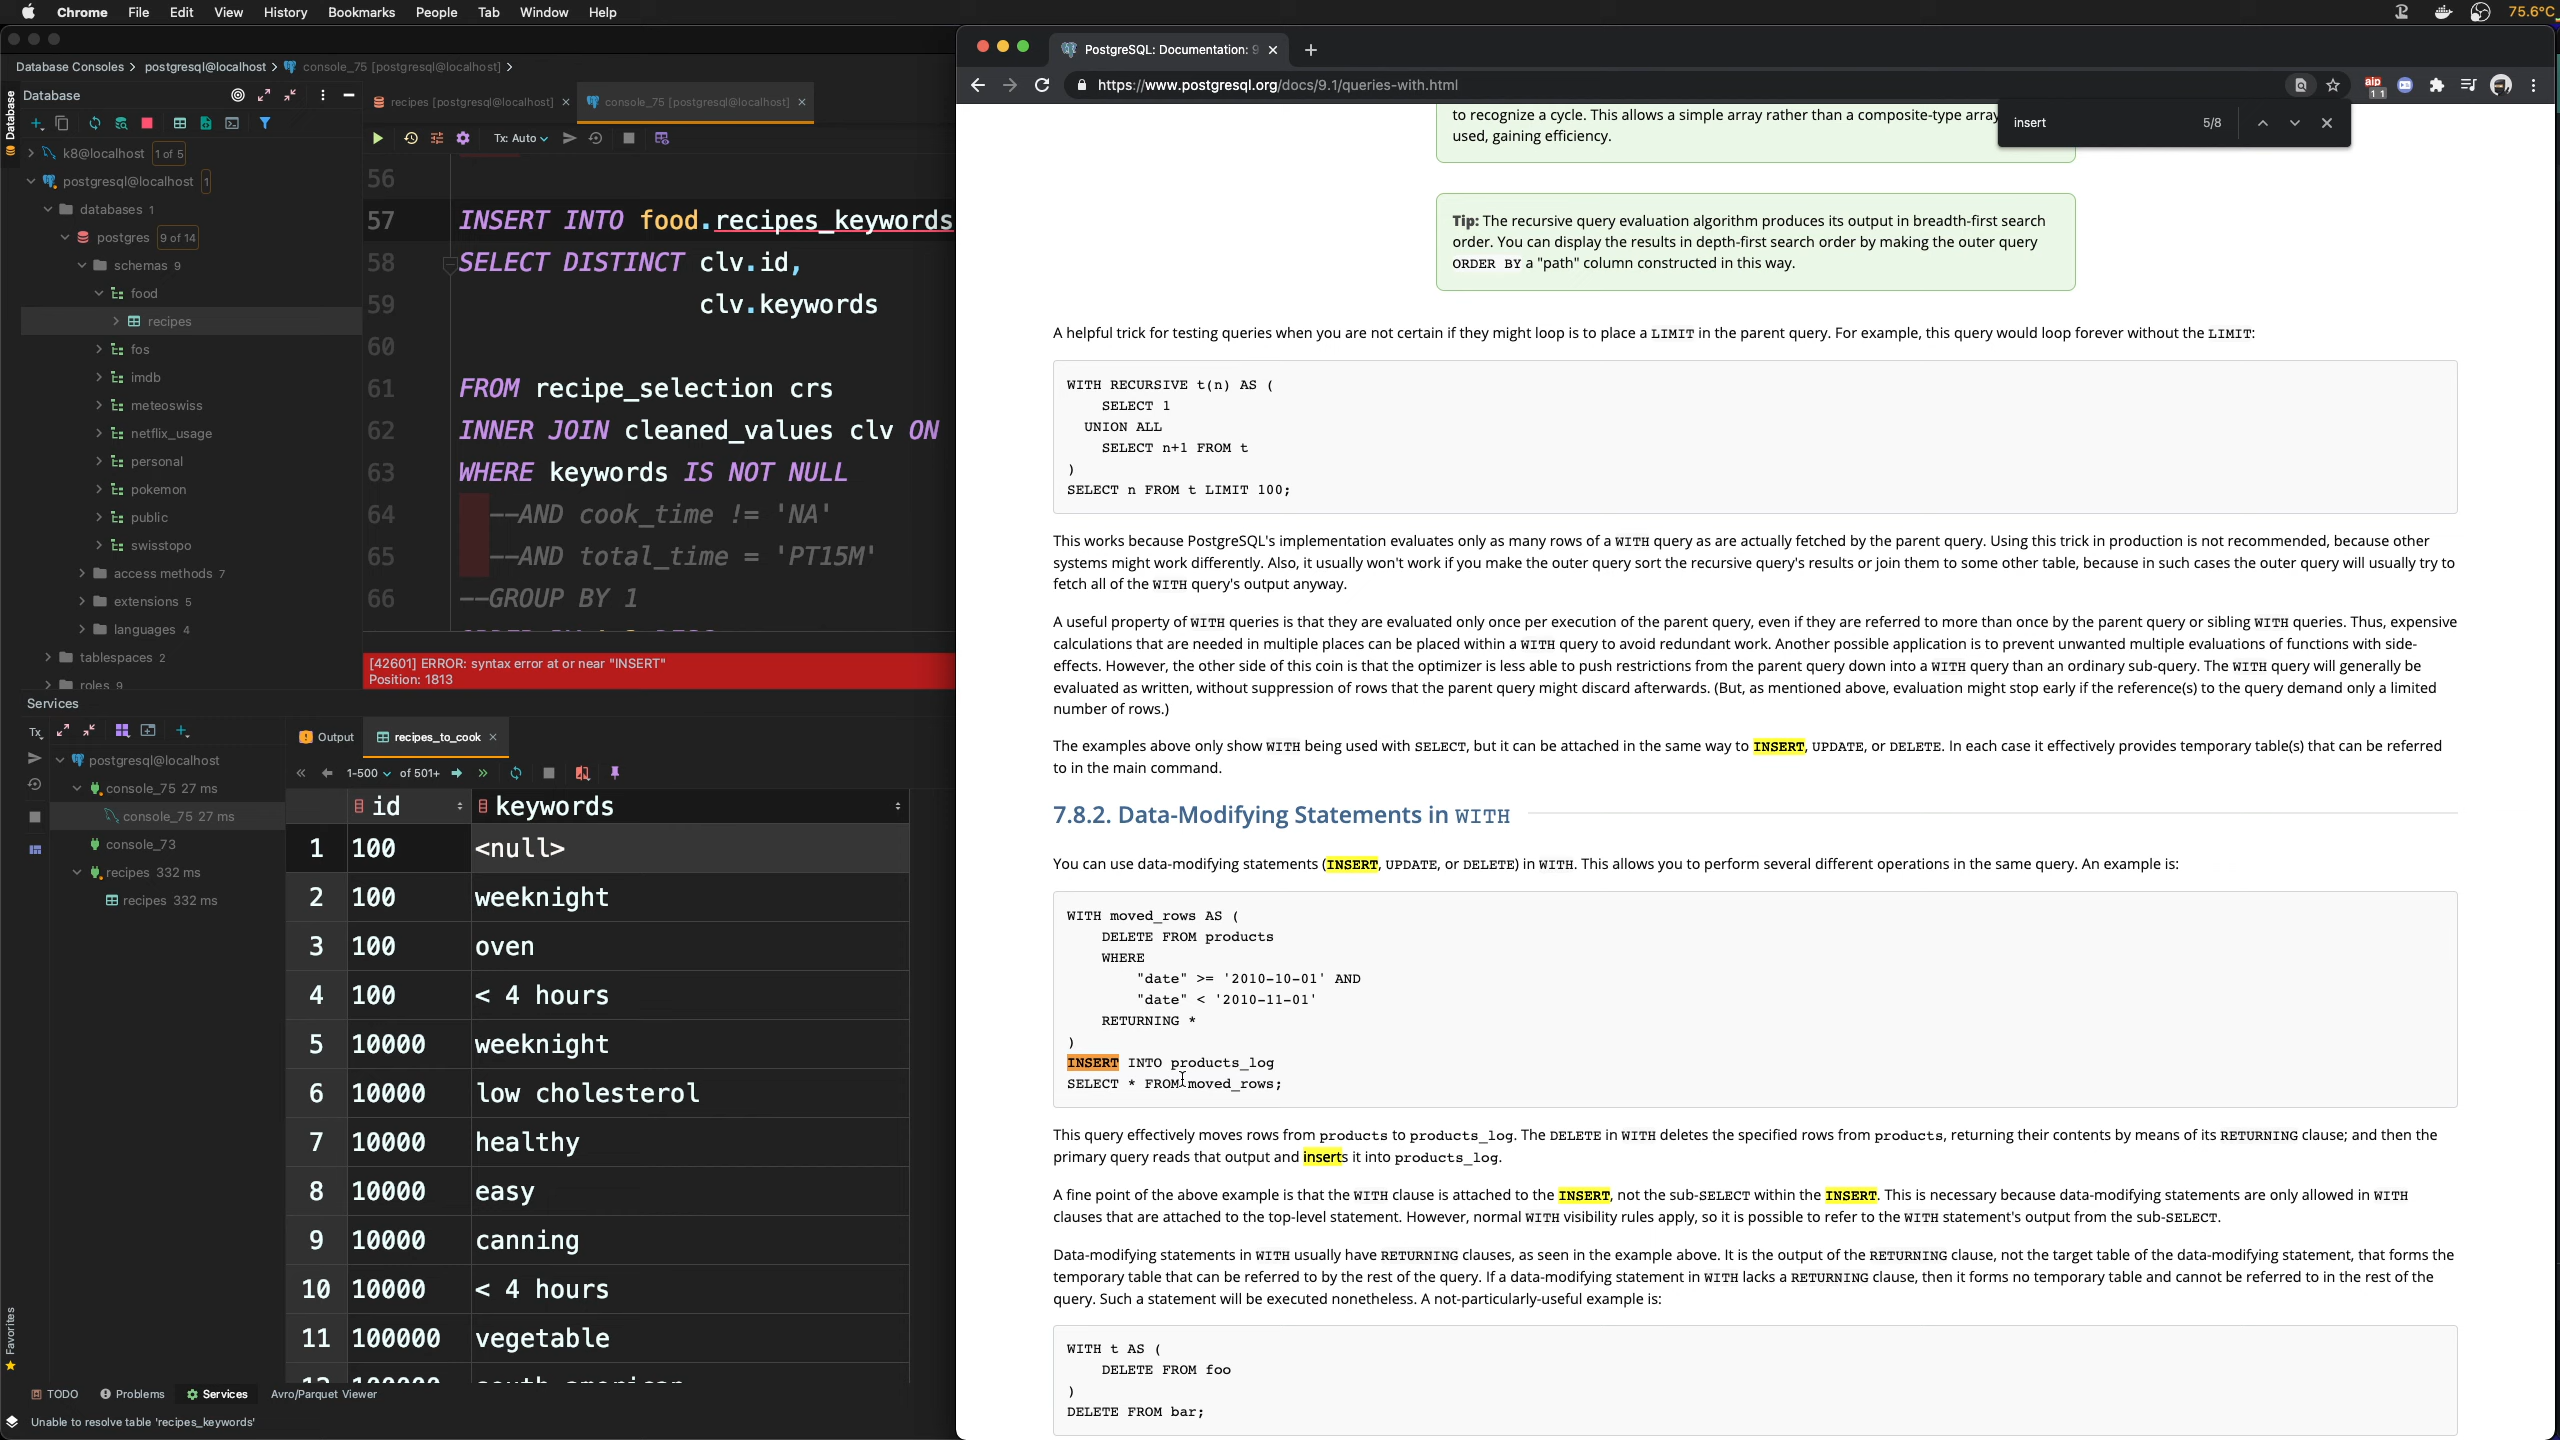 Chrome File Edit View History Bookmarks People Tab Window Help
75.6°C
Database Consoles postgresql@localhost console_75 [postgresql@localhost]
Database
Database
k8@localhost 1 of 5
postgresql@localhost 1
databases 1
postgres 9 of 14
schemas 9
food
recipes
fos
imdb
meteoswiss
netflix_usage
personal
pokemon
public
swisstopo
access methods 7
extensions 5
languages 4
tablespaces 2
roles 9
recipes [postgresql@localhost]
console_75 [postgresql@localhost]
Tx: Auto
56
57 INSERT INTO food.recipes_keywords
58 SELECT DISTINCT clv.id,
59 clv.keywords
60
61 FROM recipe_selection crs
62 INNER JOIN cleaned_values clv ON
63 WHERE keywords IS NOT NULL
64 --AND cook_time != 'NA'
65 --AND total_time = 'PT15M'
66 --GROUP BY 1
[42601] ERROR: syntax error at or near "INSERT"
Position: 1813
Services
Tx
postgresql@localhost
console_75 27 ms
console_75 27 ms
console_73
recipes 332 ms
recipes 332 ms
Output
recipes_to_cook
1-500 of 501+
id keywords
1 100 <null>
2 100 weeknight
3 100 oven
4 100 < 4 hours
5 10000 weeknight
6 10000 low cholesterol
7 10000 healthy
8 10000 easy
9 10000 canning
10 10000 < 4 hours
11 100000 vegetable
Favorites
TODO Problems Services Avro/Parquet Viewer
Unable to resolve table 'recipes_keywords'
PostgreSQL: Documentation: 9
https://www.postgresql.org/docs/9.1/queries-with.html
aip
1 1
insert 5/8
to recognize a cycle. This allows a simple array rather than a composite-type array
used, gaining efficiency.
Tip: The recursive query evaluation algorithm produces its output in breadth-first search
order. You can display the results in depth-first search order by making the outer query
ORDER BY a "path" column constructed in this way.
A helpful trick for testing queries when you are not certain if they might loop is to place a LIMIT in the parent query. For example, this query would loop forever without the LIMIT:
WITH RECURSIVE t(n) AS (
SELECT 1
UNION ALL
SELECT n+1 FROM t
)
SELECT n FROM t LIMIT 100;
This works because PostgreSQL's implementation evaluates only as many rows of a WITH query as are actually fetched by the parent query. Using this trick in production is not recommended, because other
systems might work differently. Also, it usually won't work if you make the outer query sort the recursive query's results or join them to some other table, because in such cases the outer query will usually try to
fetch all of the WITH query's output anyway.
A useful property of WITH queries is that they are evaluated only once per execution of the parent query, even if they are referred to more than once by the parent query or sibling WITH queries. Thus, expensive
calculations that are needed in multiple places can be placed within a WITH query to avoid redundant work. Another possible application is to prevent unwanted multiple evaluations of functions with side-
effects. However, the other side of this coin is that the optimizer is less able to push restrictions from the parent query down into a WITH query than an ordinary sub-query. The WITH query will generally be
evaluated as written, without suppression of rows that the parent query might discard afterwards. (But, as mentioned above, evaluation might stop early if the reference(s) to the query demand only a limited
number of rows.)
The examples above only show WITH being used with SELECT, but it can be attached in the same way to INSERT, UPDATE, or DELETE. In each case it effectively provides temporary table(s) that can be referred
to in the main command.
7.8.2. Data-Modifying Statements in WITH
You can use data-modifying statements (INSERT, UPDATE, or DELETE) in WITH. This allows you to perform several different operations in the same query. An example is:
WITH moved_rows AS (
DELETE FROM products
WHERE
"date" >= '2010-10-01' AND
"date" < '2010-11-01'
RETURNING *
)
INSERT INTO products_log
SELECT * FROM moved_rows;
This query effectively moves rows from products to products_log. The DELETE in WITH deletes the specified rows from products, returning their contents by means of its RETURNING clause; and then the
primary query reads that output and inserts it into products_log.
A fine point of the above example is that the WITH clause is attached to the INSERT, not the sub-SELECT within the INSERT. This is necessary because data-modifying statements are only allowed in WITH
clauses that are attached to the top-level statement. However, normal WITH visibility rules apply, so it is possible to refer to the WITH statement's output from the sub-SELECT.
Data-modifying statements in WITH usually have RETURNING clauses, as seen in the example above. It is the output of the RETURNING clause, not the target table of the data-modifying statement, that forms the
temporary table that can be referred to by the rest of the query. If a data-modifying statement in WITH lacks a RETURNING clause, then it forms no temporary table and cannot be referred to in the rest of the
query. Such a statement will be executed nonetheless. A not-particularly-useful example is:
WITH t AS (
DELETE FROM foo
)
DELETE FROM bar;